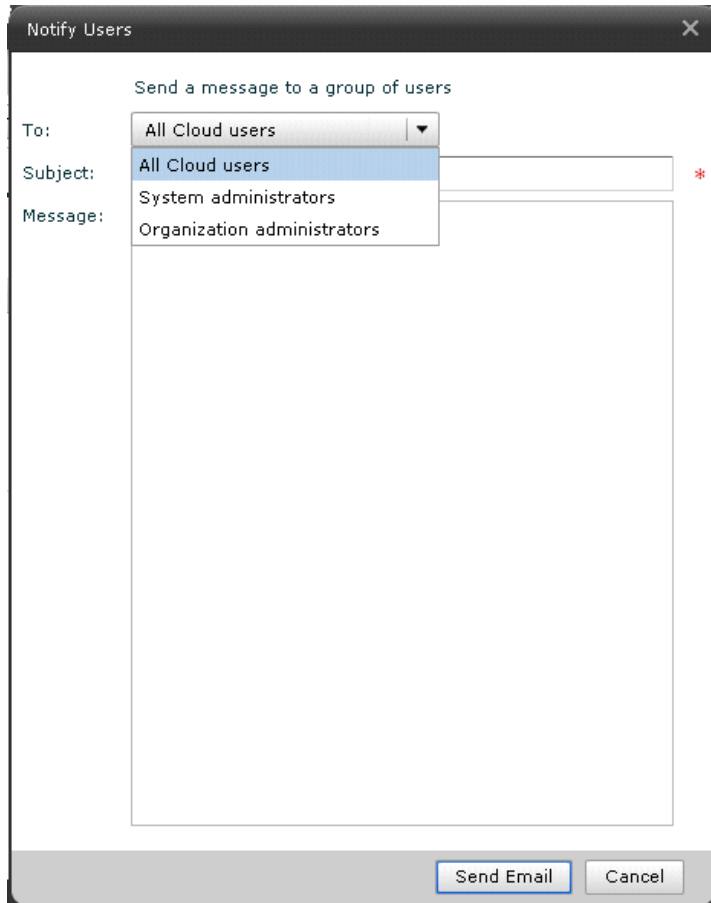 Notify Users
Send a message to a group of users
To:
All Cloud users
Subject:
*
All Cloud users
System administrators
Organization administrators
Message:
Send Email
Cancel